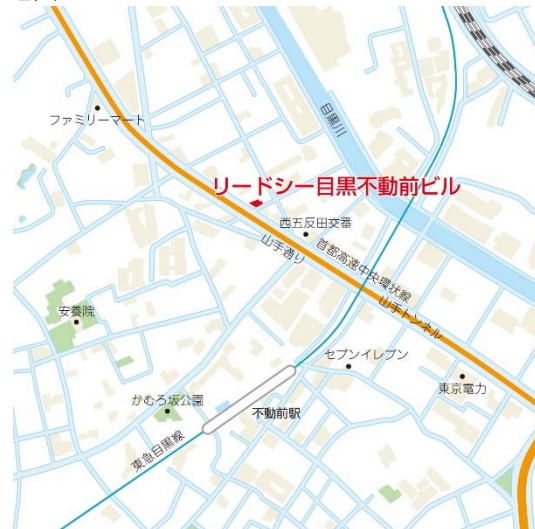 ファミリーマート
目黒川
リードシー目黒不動前ビル
西五反田交番
山手通り
首都高速中央環状線
山手トンネル
安養院
セブンイレブン
東京電力
かむろ坂公園
不動前駅
東急目黒線